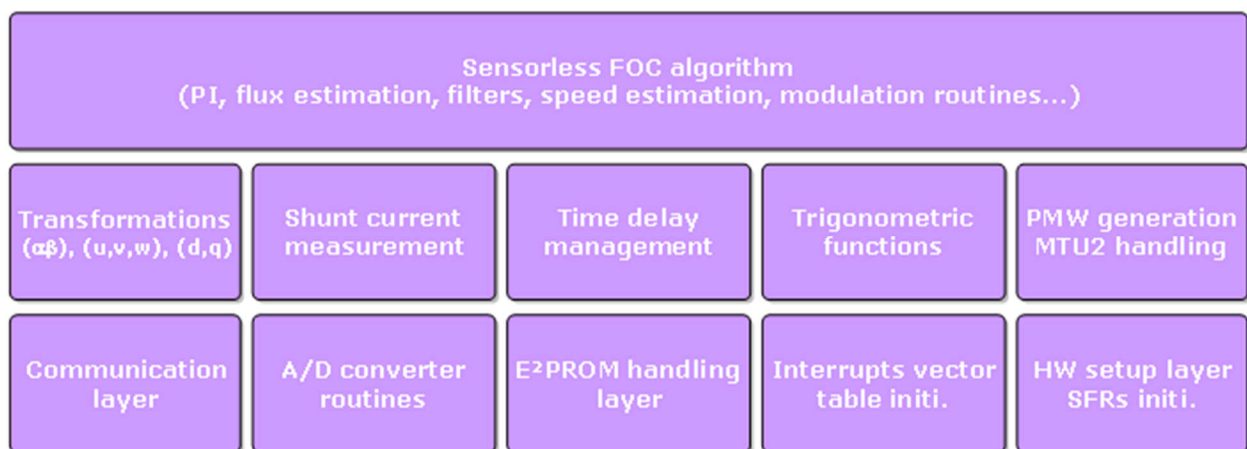 Sensorless FOC algorithm
(PI, flux estimation, filters, speed estimation, modulation routines...)
Transformations
(αβ), (u,v,w), (d,q)
Shunt current
measurement
Time delay
management
Trigonometric
functions
PMW generation
MTU2 handling
Communication
layer
A/D converter
routines
E²PROM handling
layer
Interrupts vector
table initi.
HW setup layer
SFRs initi.